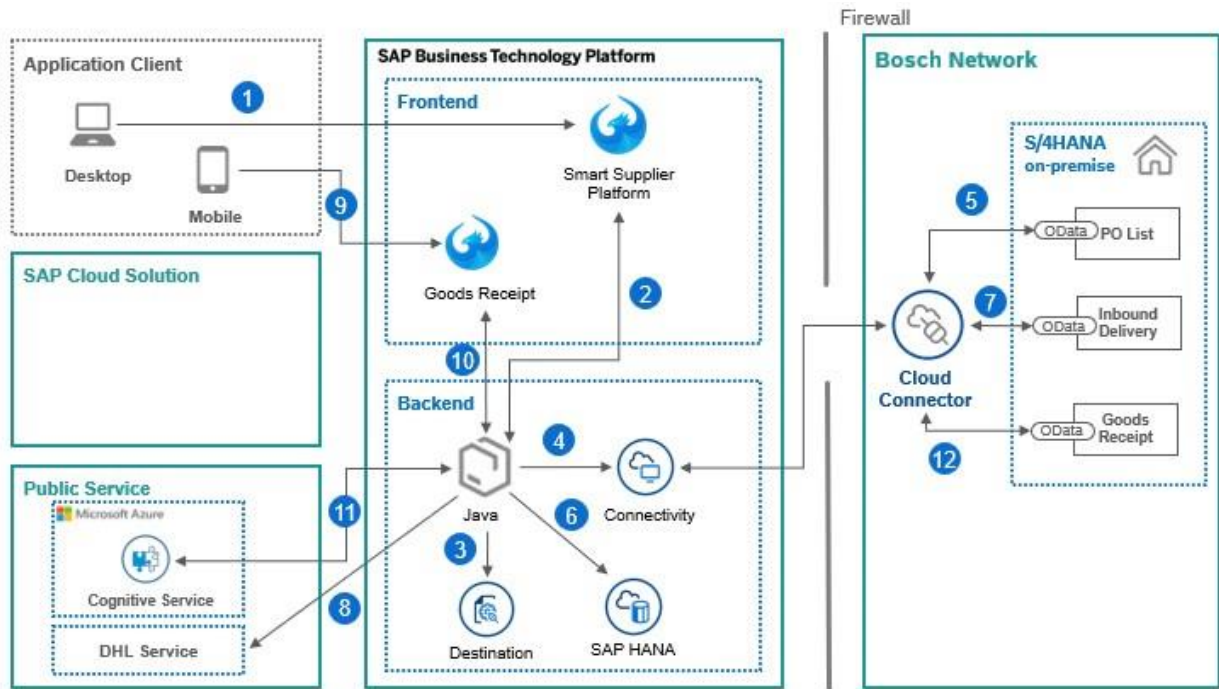 Firewall
Application Client
Desktop
Mobile
1
9
SAP Cloud Solution
Public Service
Microsoft Azure
Cognitive Service
DHL Service
11
8
SAP Business Technology Platform
Frontend
Smart Supplier
Platform
Goods Receipt
2
10
Backend
Java
4
Connectivity
6
3
Destination
SAP HANA
Bosch Network
S/4HANA
on-premise
5
OData
PO List
7
OData
Inbound
Delivery
Cloud
Connector
12
OData
Goods
Receipt